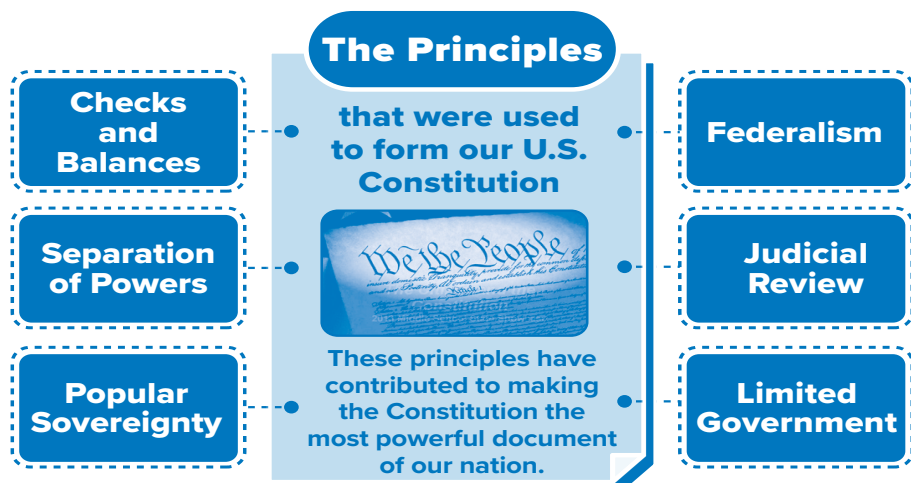 The Principles
that were used
to form our U.S.
Constitution
We the People
Article I
These principles have
contributed to making
the Constitution the
most powerful document
of our nation.
Checks
and
Balances
Separation
of Powers
Popular
Sovereignty
Federalism
Judicial
Review
Limited
Government